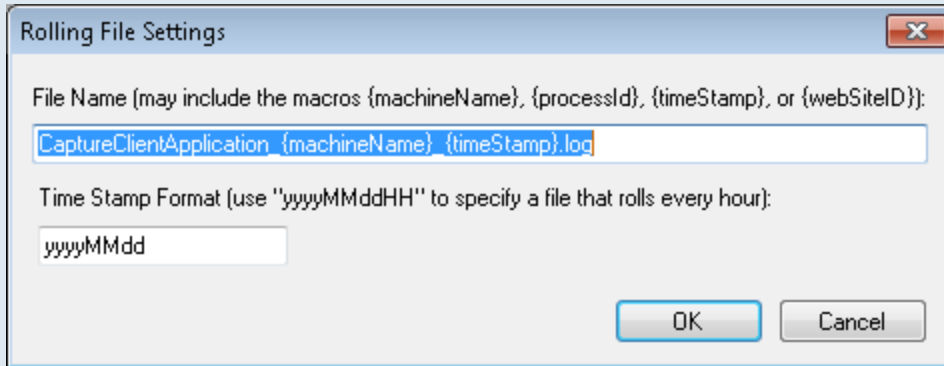 Rolling File Settings
File Name (may include the macros {machineName}, {processId}, {timeStamp}, or {webSiteID}):
CaptureClientApplication_{machineName}_{timeStamp}.log
Time Stamp Format (use "yyyyMMddHH" to specify a file that rolls every hour):
yyyyMMdd
OK Cancel